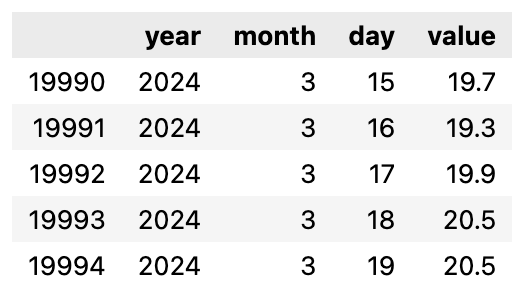 year month day value
19990 2024 3 15 19.7
19991 2024 3 16 19.3
19992 2024 3 17 19.9
19993 2024 3 18 20.5
19994 2024 3 19 20.5